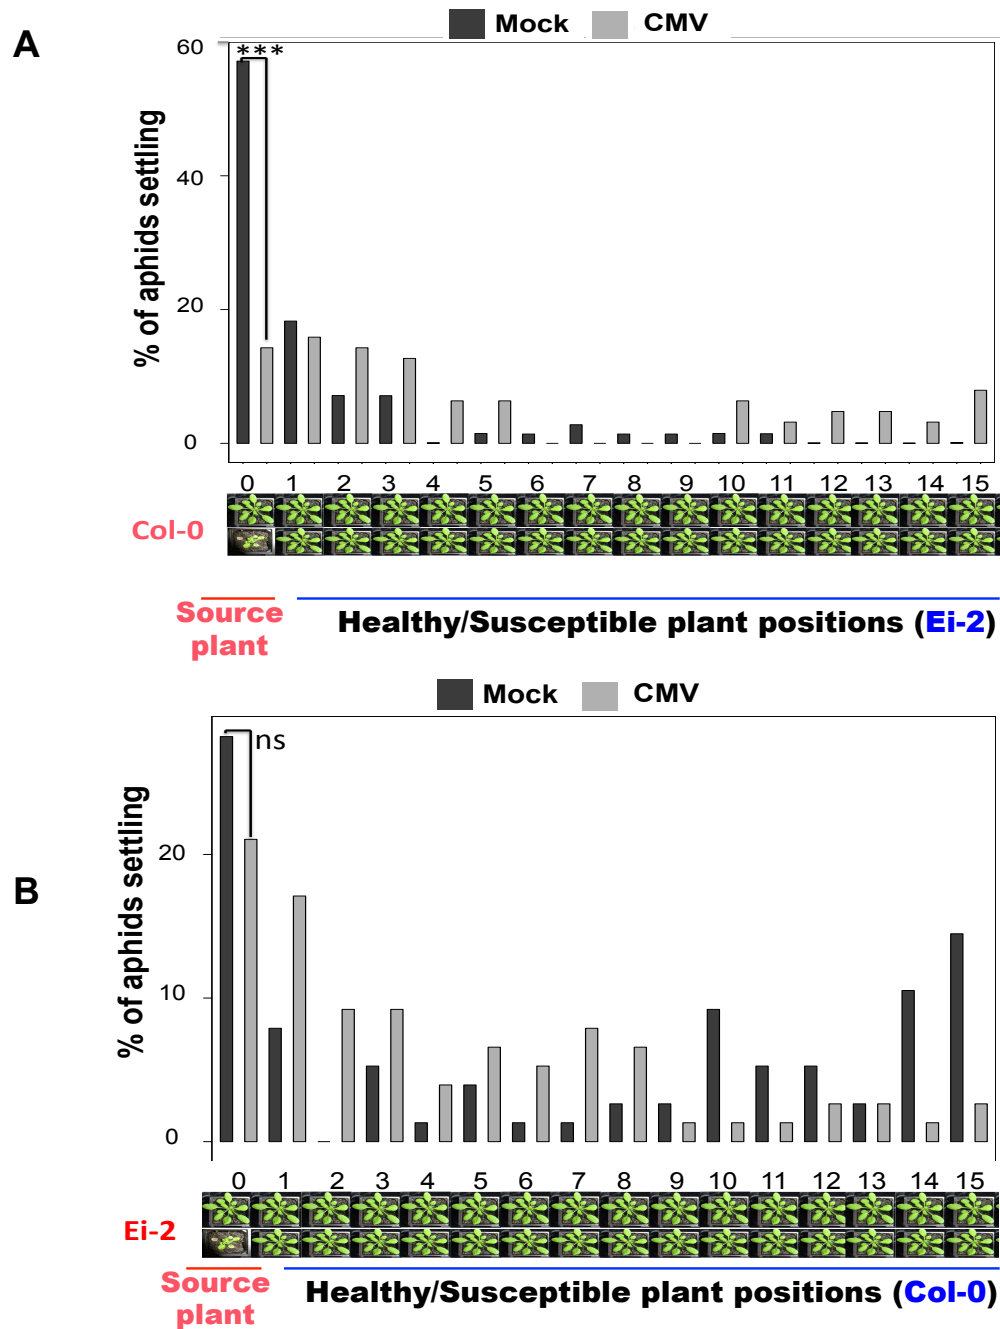 A
Mock CMV
***
60
40
20
0
% of aphids settling
0 1 2 3 4 5 6 7 8 9 10 11 12 13 14 15
Col-0
Source
plant
Healthy/Susceptible plant positions (Ei-2)
Mock CMV
B
ns
20
10
0
% of aphids settling
0 1 2 3 4 5 6 7 8 9 10 11 12 13 14 15
Ei-2
Source
plant
Healthy/Susceptible plant positions (Col-0)